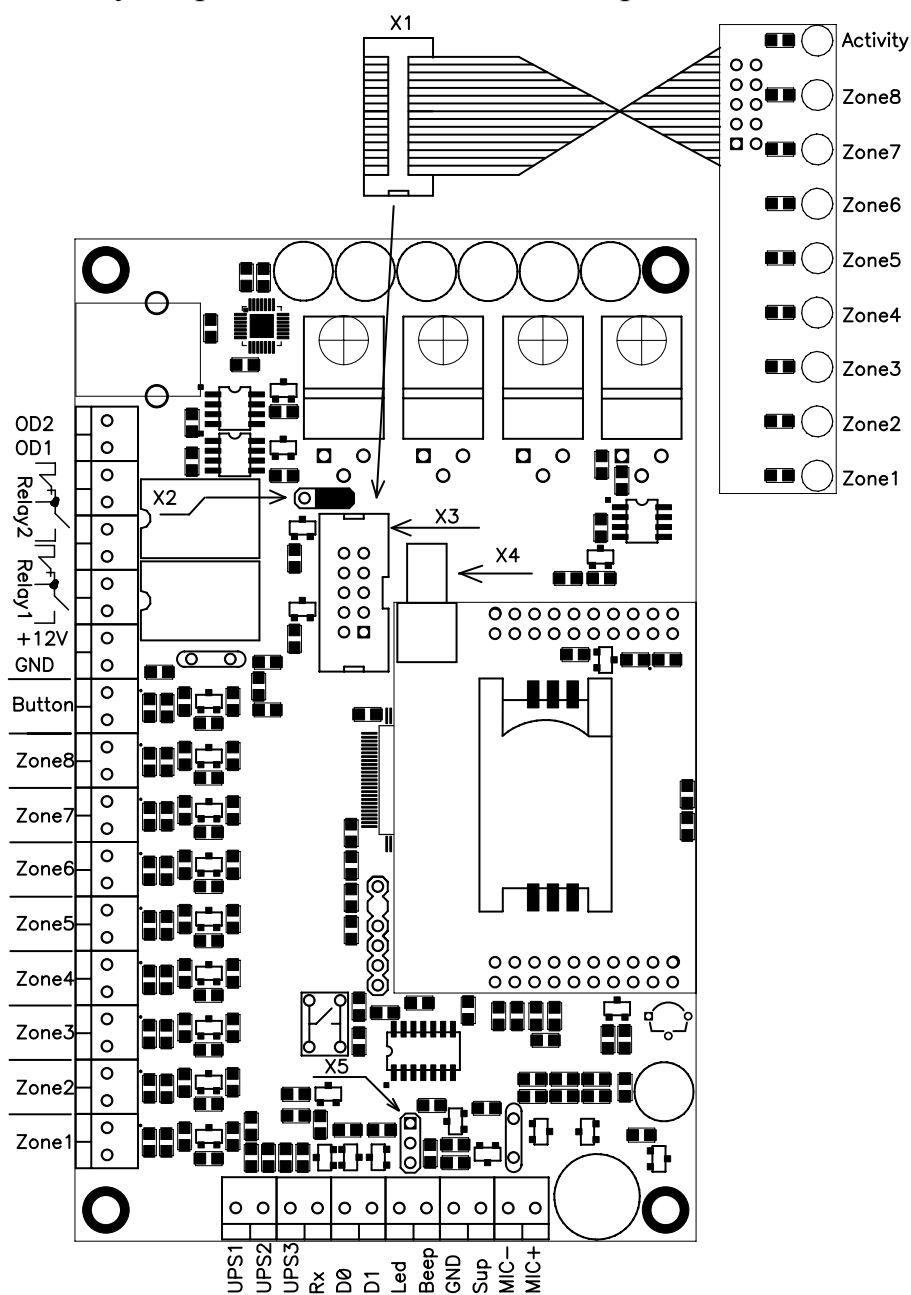 X1
Activity
Zone8
Zone7
Zone6
Zone5
Zone4
Zone3
Zone2
Zone1
OD2
OD1
Relay2
Relay1
+12V
GND
Button
Zone8
Zone7
Zone6
Zone5
Zone4
Zone3
Zone2
Zone1
X2
X3
X4
X5
UPS1
UPS2
UPS3
Rx
D0
D1
Led
Beep
GND
Sup
MIC-
MIC+